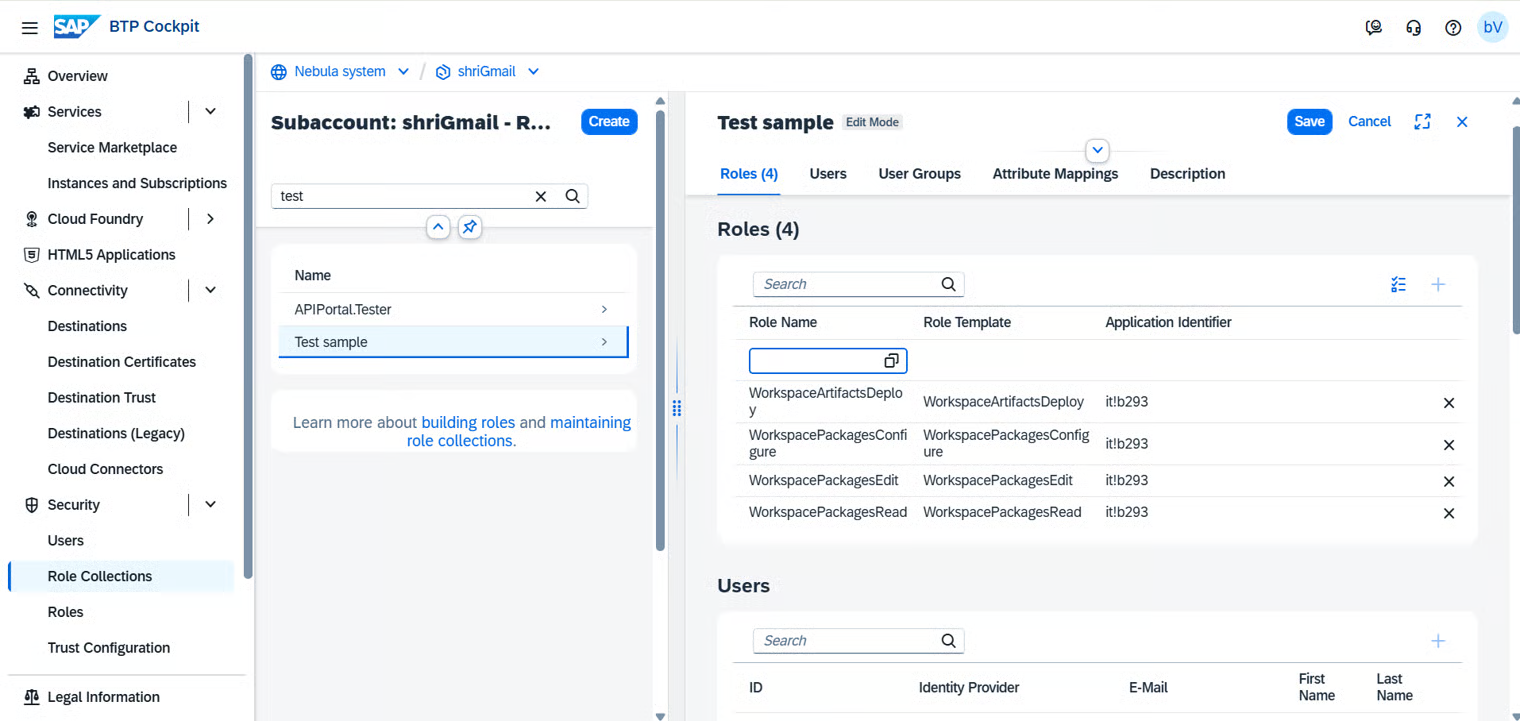 SAP BTP Cockpit
bV
Overview
Services
Service Marketplace
Instances and Subscriptions
Cloud Foundry
HTML5 Applications
Connectivity
Destinations
Destination Certificates
Destination Trust
Destinations (Legacy)
Cloud Connectors
Security
Users
Role Collections
Roles
Trust Configuration
Legal Information
Nebula system / shriGmail
Subaccount: shriGmail - R...
Create
test
Name
APIPortal.Tester
Test sample
Learn more about building roles and maintaining
role collections.
Test sample Edit Mode
Save Cancel
Roles (4) Users User Groups Attribute Mappings Description
Roles (4)
Search
Role Name Role Template Application Identifier
WorkspaceArtifactsDeplo
y
WorkspaceArtifactsDeploy it!b293
WorkspacePackagesConfi
gure
WorkspacePackagesConfig
ure
it!b293
WorkspacePackagesEdit WorkspacePackagesEdit it!b293
WorkspacePackagesRead WorkspacePackagesRead it!b293
Users
Search
ID Identity Provider E-Mail
First
Name
Last
Name